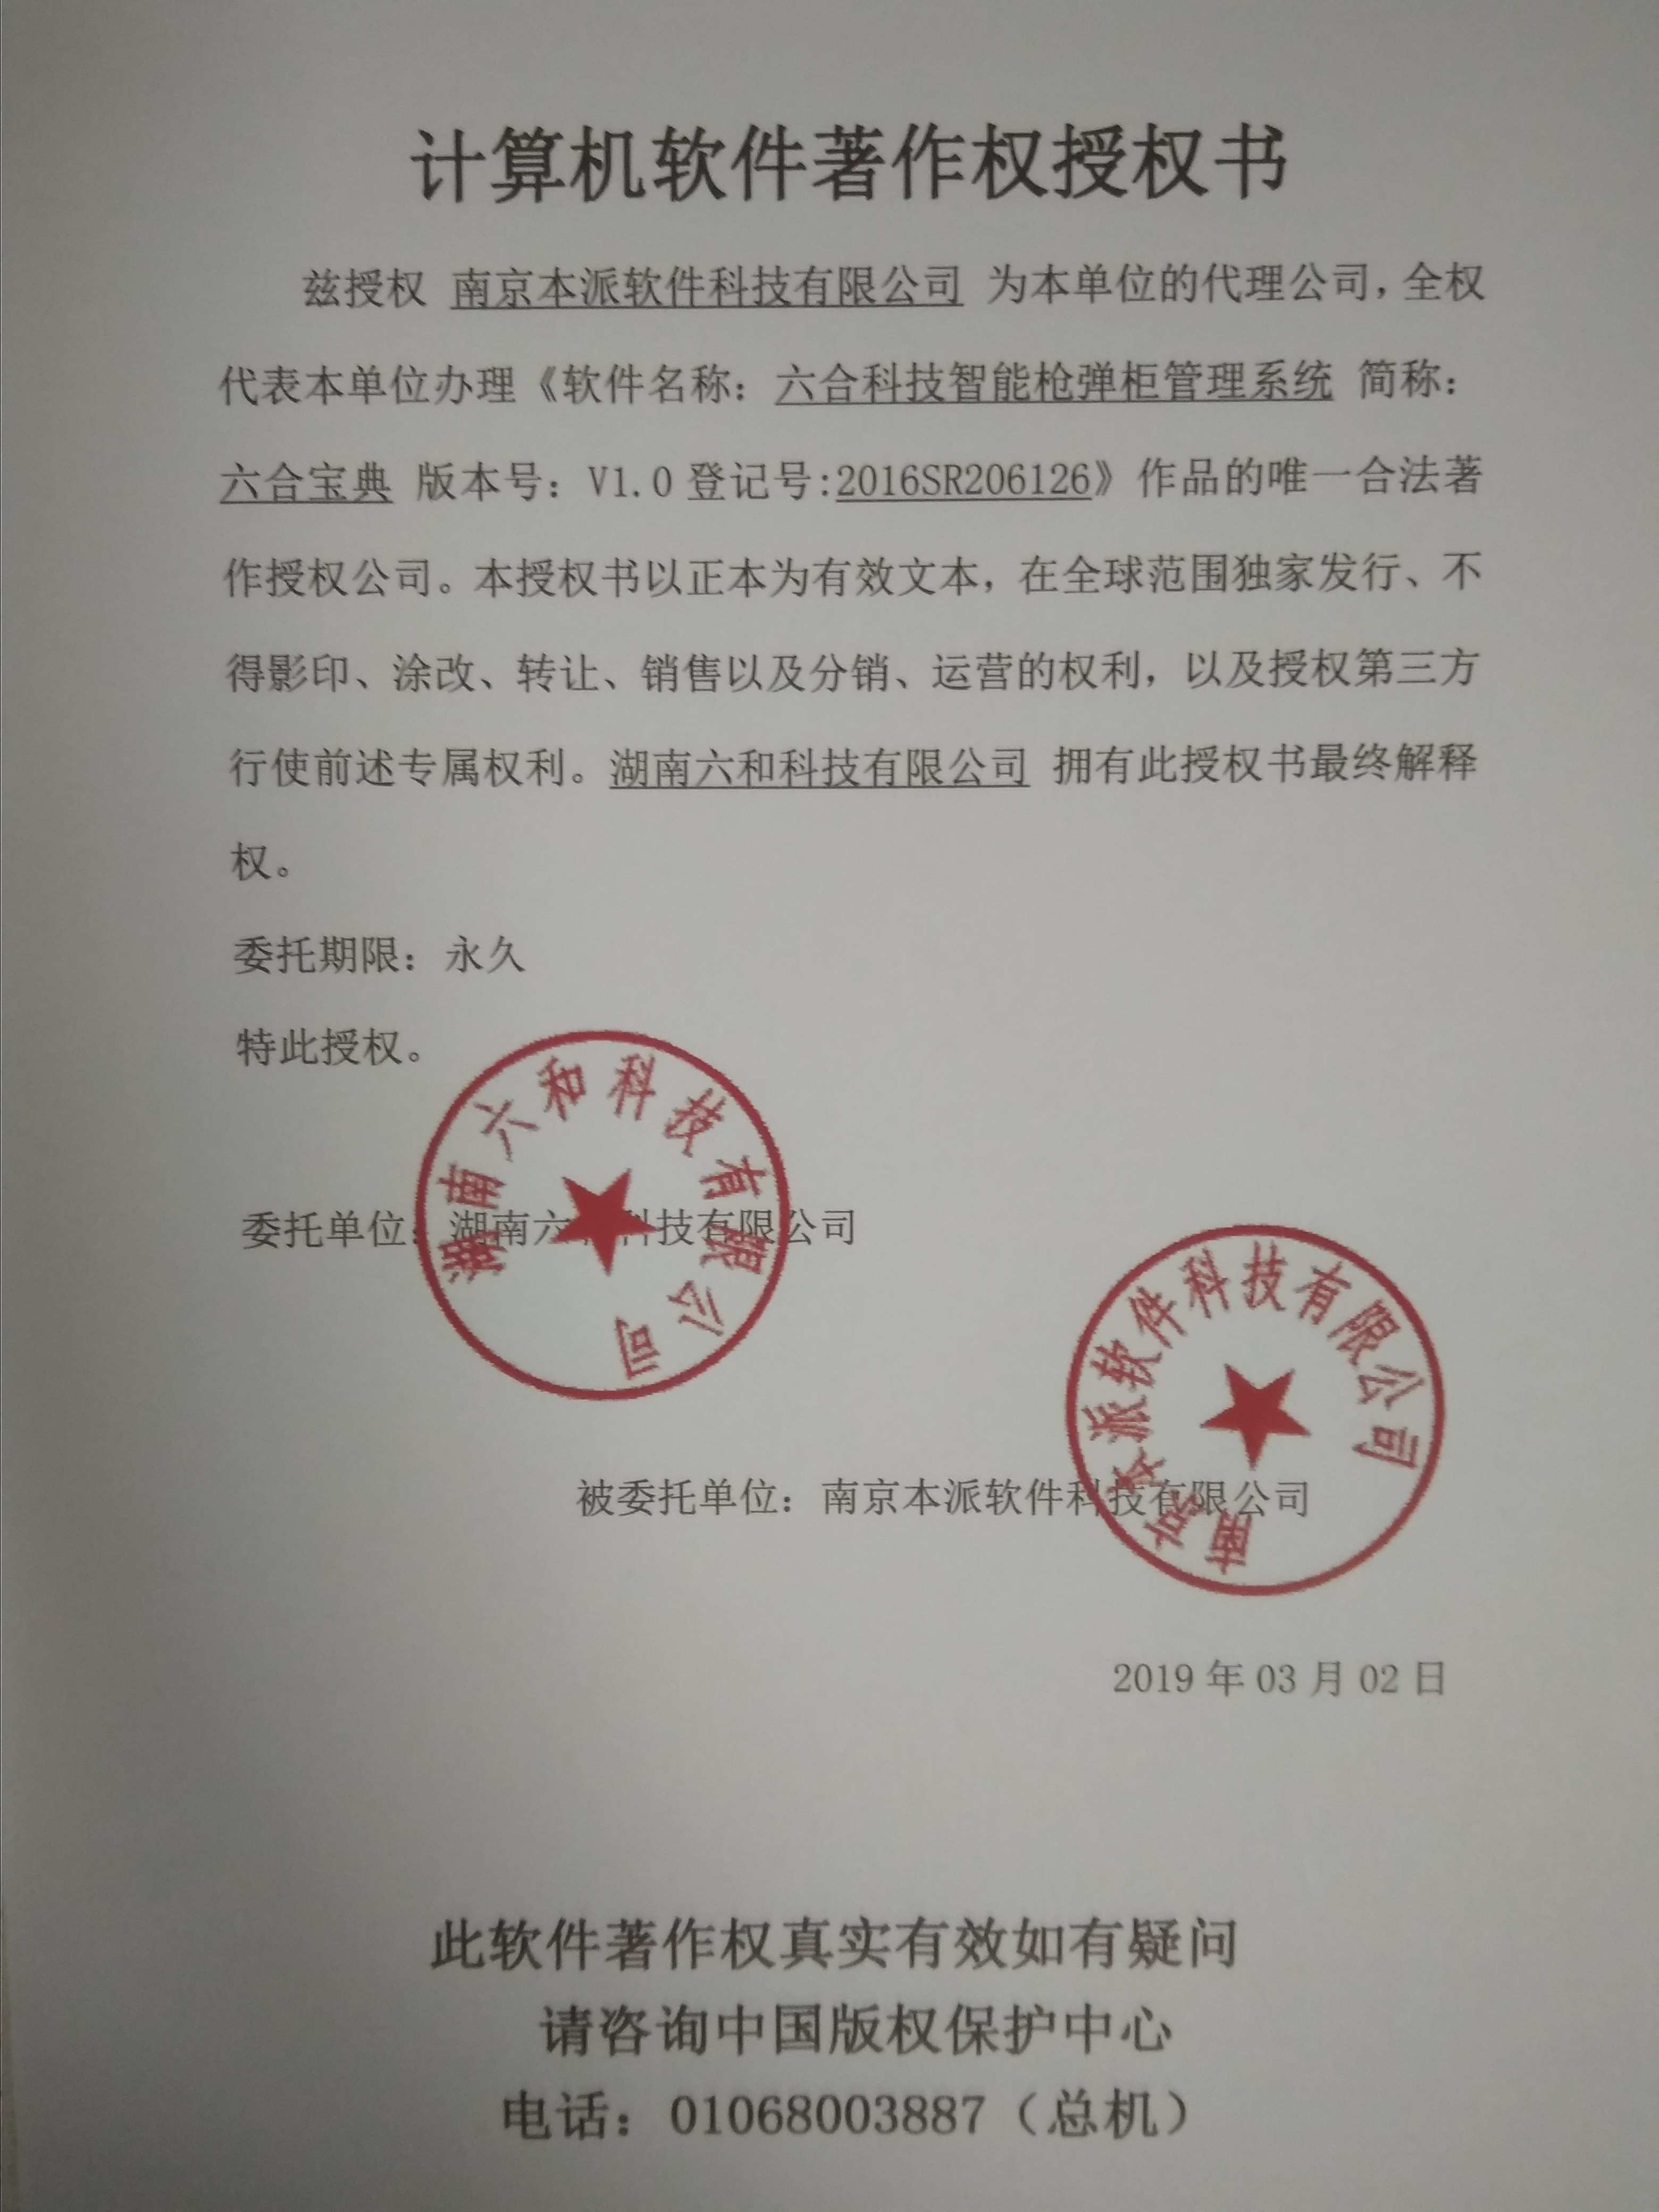 计算机软件著作权授权书
兹授权 南京本派软件科技有限公司 为本单位的代理公司，全权
代表本单位办理《软件名称：六合科技智能枪弹柜管理系统 简称：
六合宝典 版本号：V1.0 登记号:2016SR206126》作品的唯一合法著
作授权公司。本授权书以正本为有效文本，在全球范围独家发行、不
得影印、涂改、转让、销售以及分销、运营的权利，以及授权第三方
行使前述专属权利。湖南六和科技有限公司 拥有此授权书最终解释
权。
委托期限：永久
特此授权。
湖南六和科技有限公司
委托单位：湖南六和科技有限公司
南京本派软件科技有限公司
被委托单位：南京本派软件科技有限公司
2019 年 03 月 02 日
此软件著作权真实有效如有疑问
请咨询中国版权保护中心
电话：01068003887（总机）